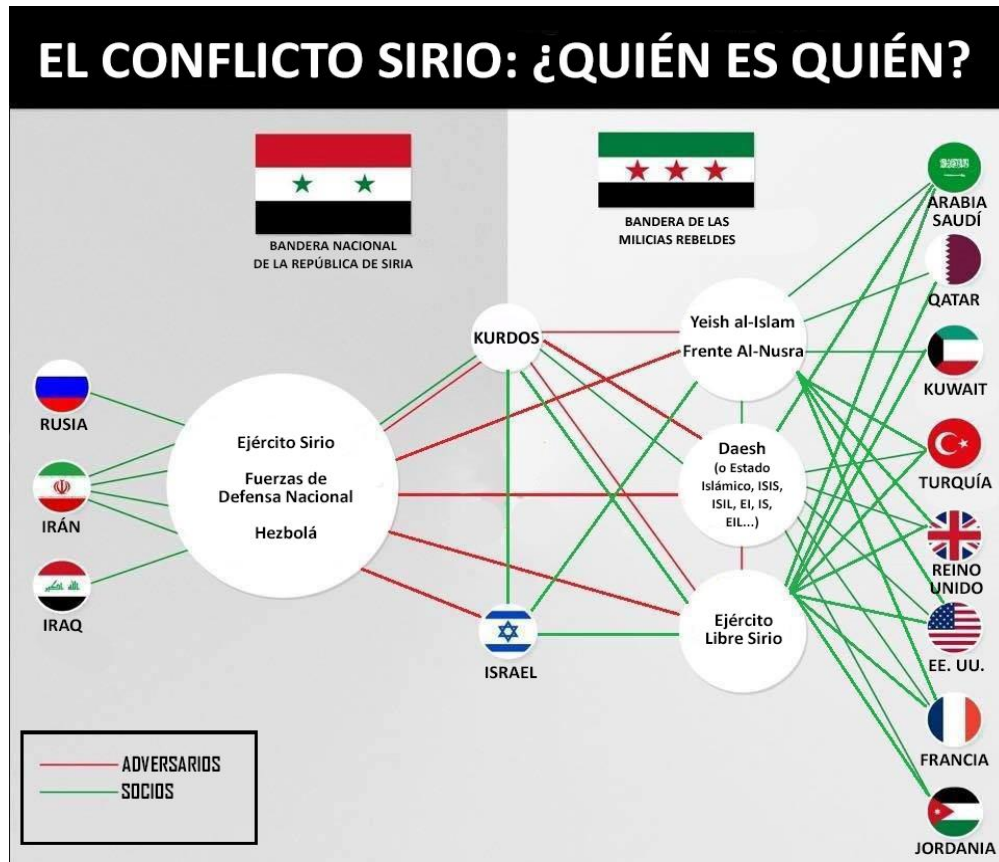 EL CONFLICTO SIRIO: ¿QUIÉN ES QUIÉN?
BANDERA NACIONAL
DE LA REPÚBLICA DE SIRIA
BANDERA DE LAS
MILICIAS REBELDES
ARABIA
SAUDÍ
QATAR
KUWAIT
TURQUÍA
REINO
UNIDO
EE. UU.
FRANCIA
JORDANIA
KURDOS
Yeish al-Islam
Frente Al-Nusra
Daesh
(o Estado
Islámico, ISIS,
ISIL, EI, IS,
EIL...)
Ejército
Libre Sirio
RUSIA
IRÁN
IRAQ
Ejército Sirio
Fuerzas de
Defensa Nacional
Hezbolá
ISRAEL
ADVERSARIOS
SOCIOS